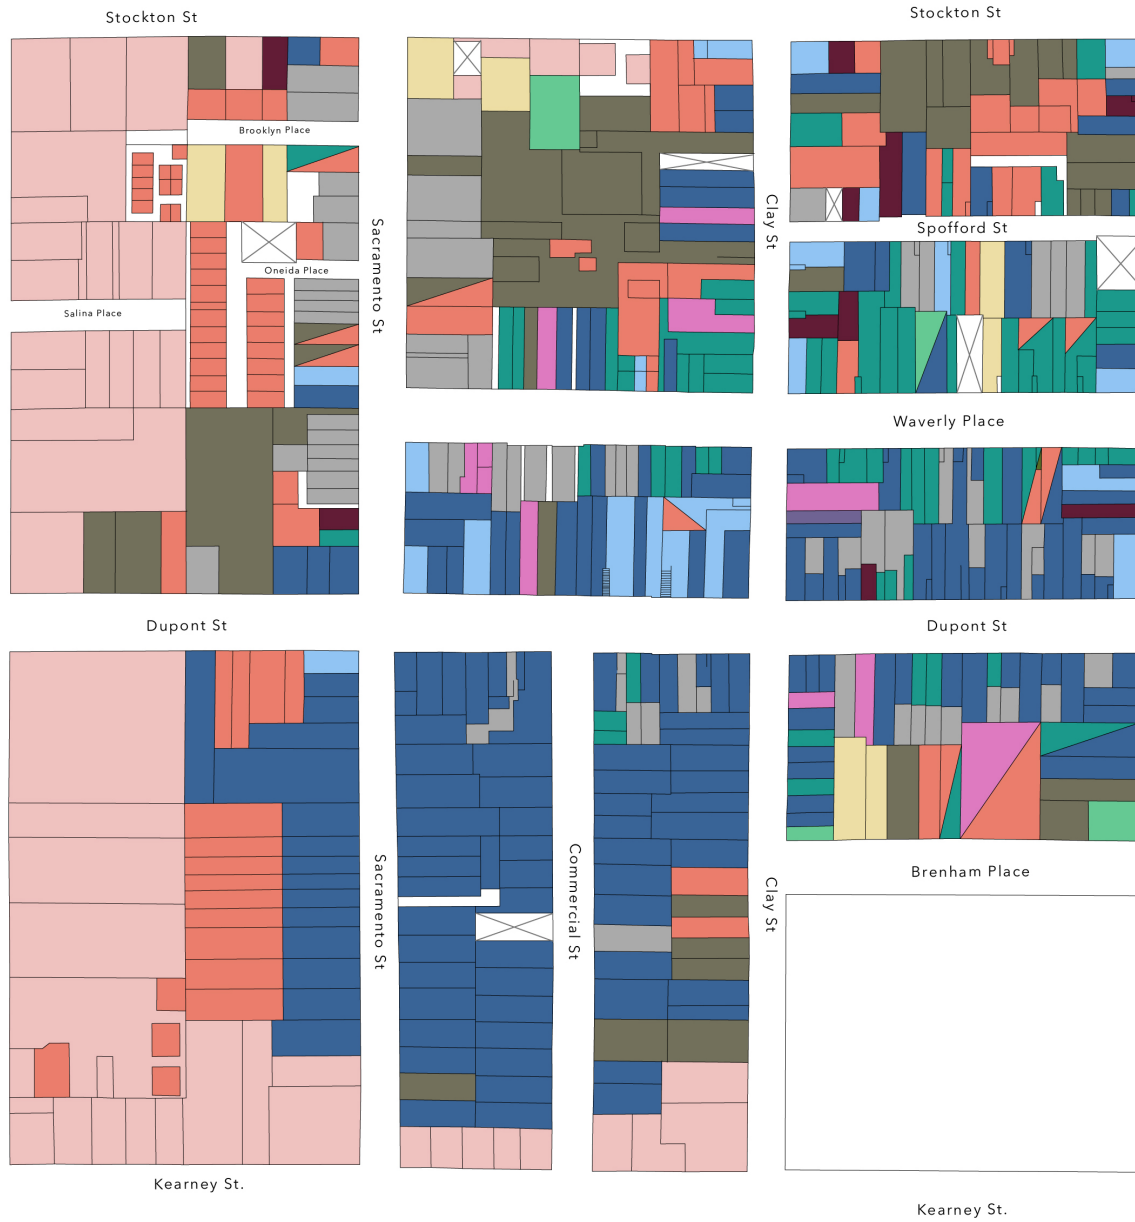 Stockton St
Stockton St
Brooklyn Place
Sacramento St
Clay St
Spofford St
Oneida Place
Salina Place
Waverly Place
Dupont St
Dupont St
Sacramento St
Commercial St
Clay St
Brenham Place
Kearney St.
Kearney St.